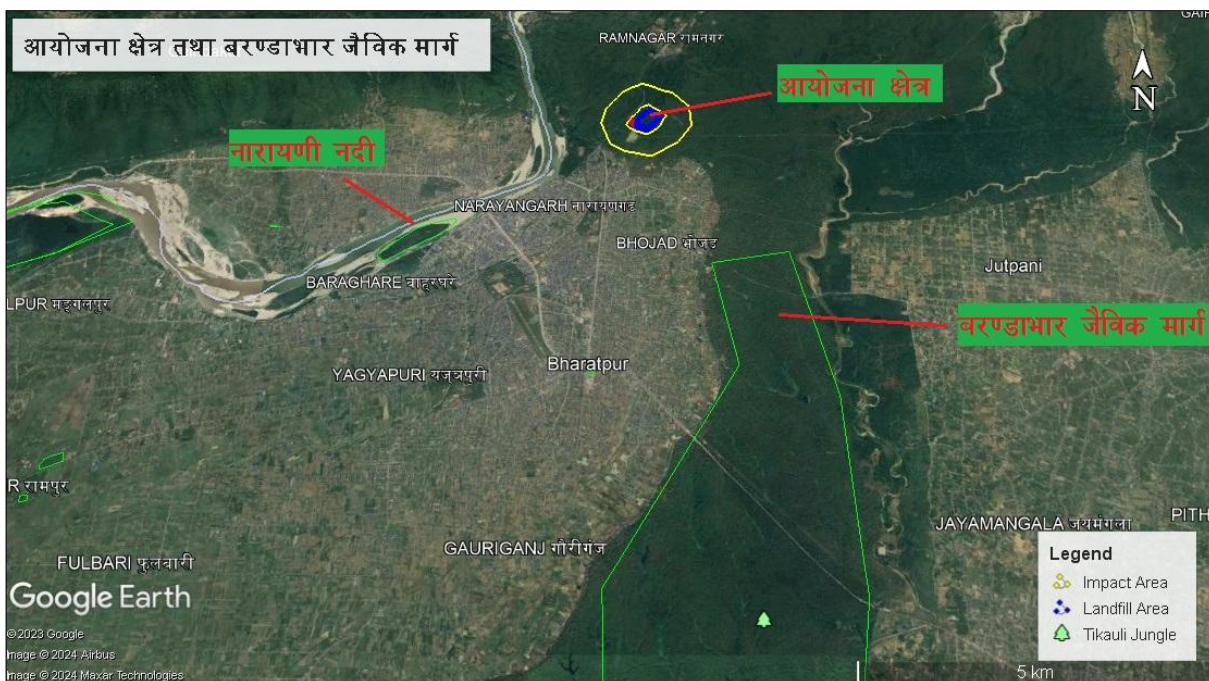 आयोजना क्षेत्र तथा बरण्डाभार जैविक मार्ग
RAMNAGAR रामनगर
आयोजना क्षेत्र
N
नारायणी नदी
NARAYANGARH नारायणगढ
BHOJAD भोजड
Jutpani
BARAGHARE बाह्रघरे
LPUR मङ्गलपुर
बरण्डाभार जैविक मार्ग
Bharatpur
YAGYAPURI यज्ञपुरी
R रामपुर
JAYAMANGALA जयमंगला
PITH
GAURIGANJ गौरीगंज
FULBARI फुलबारी
Legend
Impact Area
Landfill Area
Tikauli Jungle
Google Earth
©2023 Google
Image © 2024 Airbus
Image © 2024 Maxar Technologies
5 km